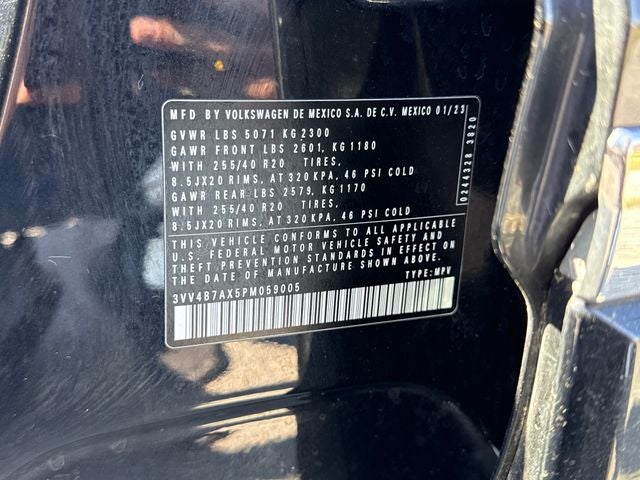 MFD BY VOLKSWAGEN DE MEXICO S.A. DE C.V. MEXICO 01/23
GVWR LBS 5071 KG 2300
GAWR FRONT LBS 2601, KG 1180
WITH 255/40 R20 TIRES,
8.5JX20 RIMS, AT 320 KPA, 46 PSI COLD
GAWR REAR LBS 2579, KG 1170
WITH 255/40 R20 TIRES,
8.5JX20 RIMS, AT 320 KPA, 46 PSI COLD
THIS VEHICLE CONFORMS TO ALL APPLICABLE
U.S. FEDERAL MOTOR VEHICLE SAFETY AND
THEFT PREVENTION STANDARDS IN EFFECT ON
THE DATE OF MANUFACTURE SHOWN ABOVE.
3VV4B7AX5PM059005 TYPE: MPV
0244328 3820